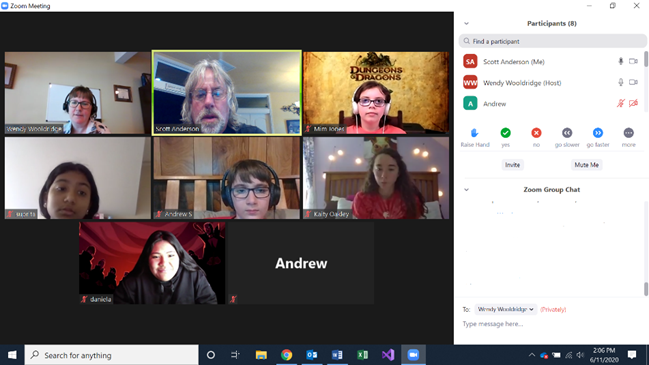 Zoom Meeting
Participants (8)
Find a participant
SA Scott Anderson (Me)
WW Wendy Wooldridge (Host)
A Andrew
Raise Hand yes no go slower go faster more
Invite Mute Me
Zoom Group Chat
To: Wendy Wooldridge (Privately)
Type message here...
Wendy Wooldridge
Scott Anderson
DUNGEONS & DRAGONS
Mim Jones
Andrew S
Kaity Oakley
daniela
Andrew
Search for anything
2:06 PM
6/11/2020